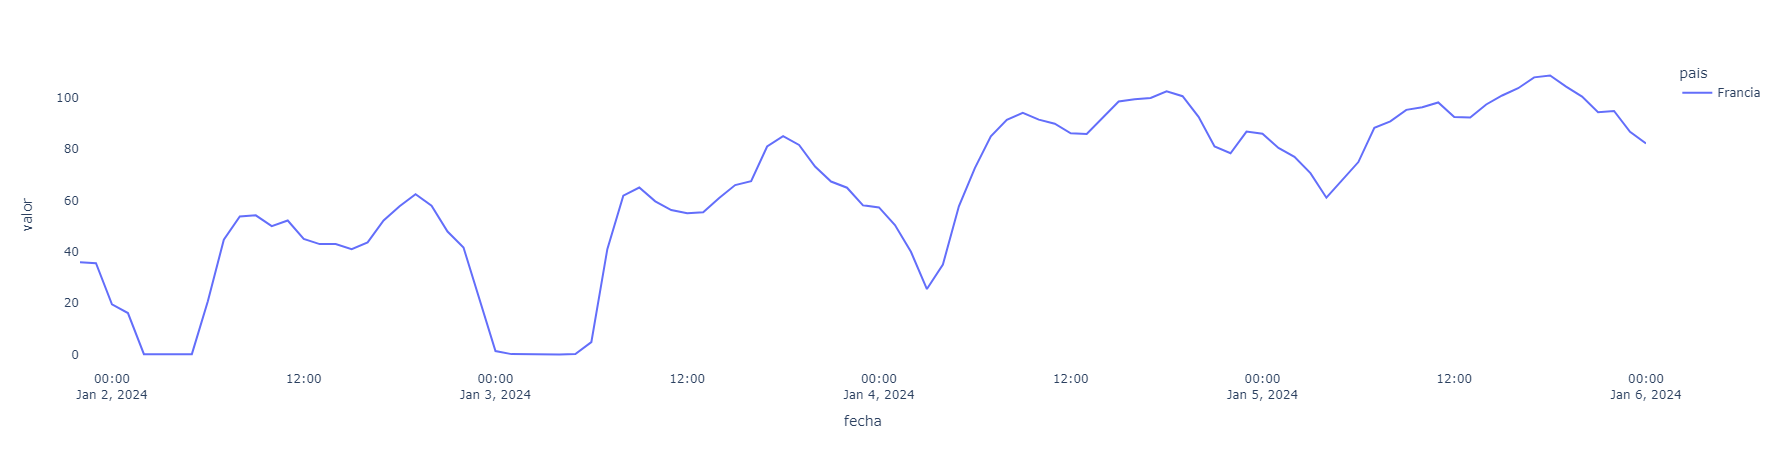 pais
Francia
valor
100
80
60
40
20
0
00:00
Jan 2, 2024
12:00
00:00
Jan 3, 2024
12:00
00:00
Jan 4, 2024
12:00
00:00
Jan 5, 2024
12:00
00:00
Jan 6, 2024
fecha